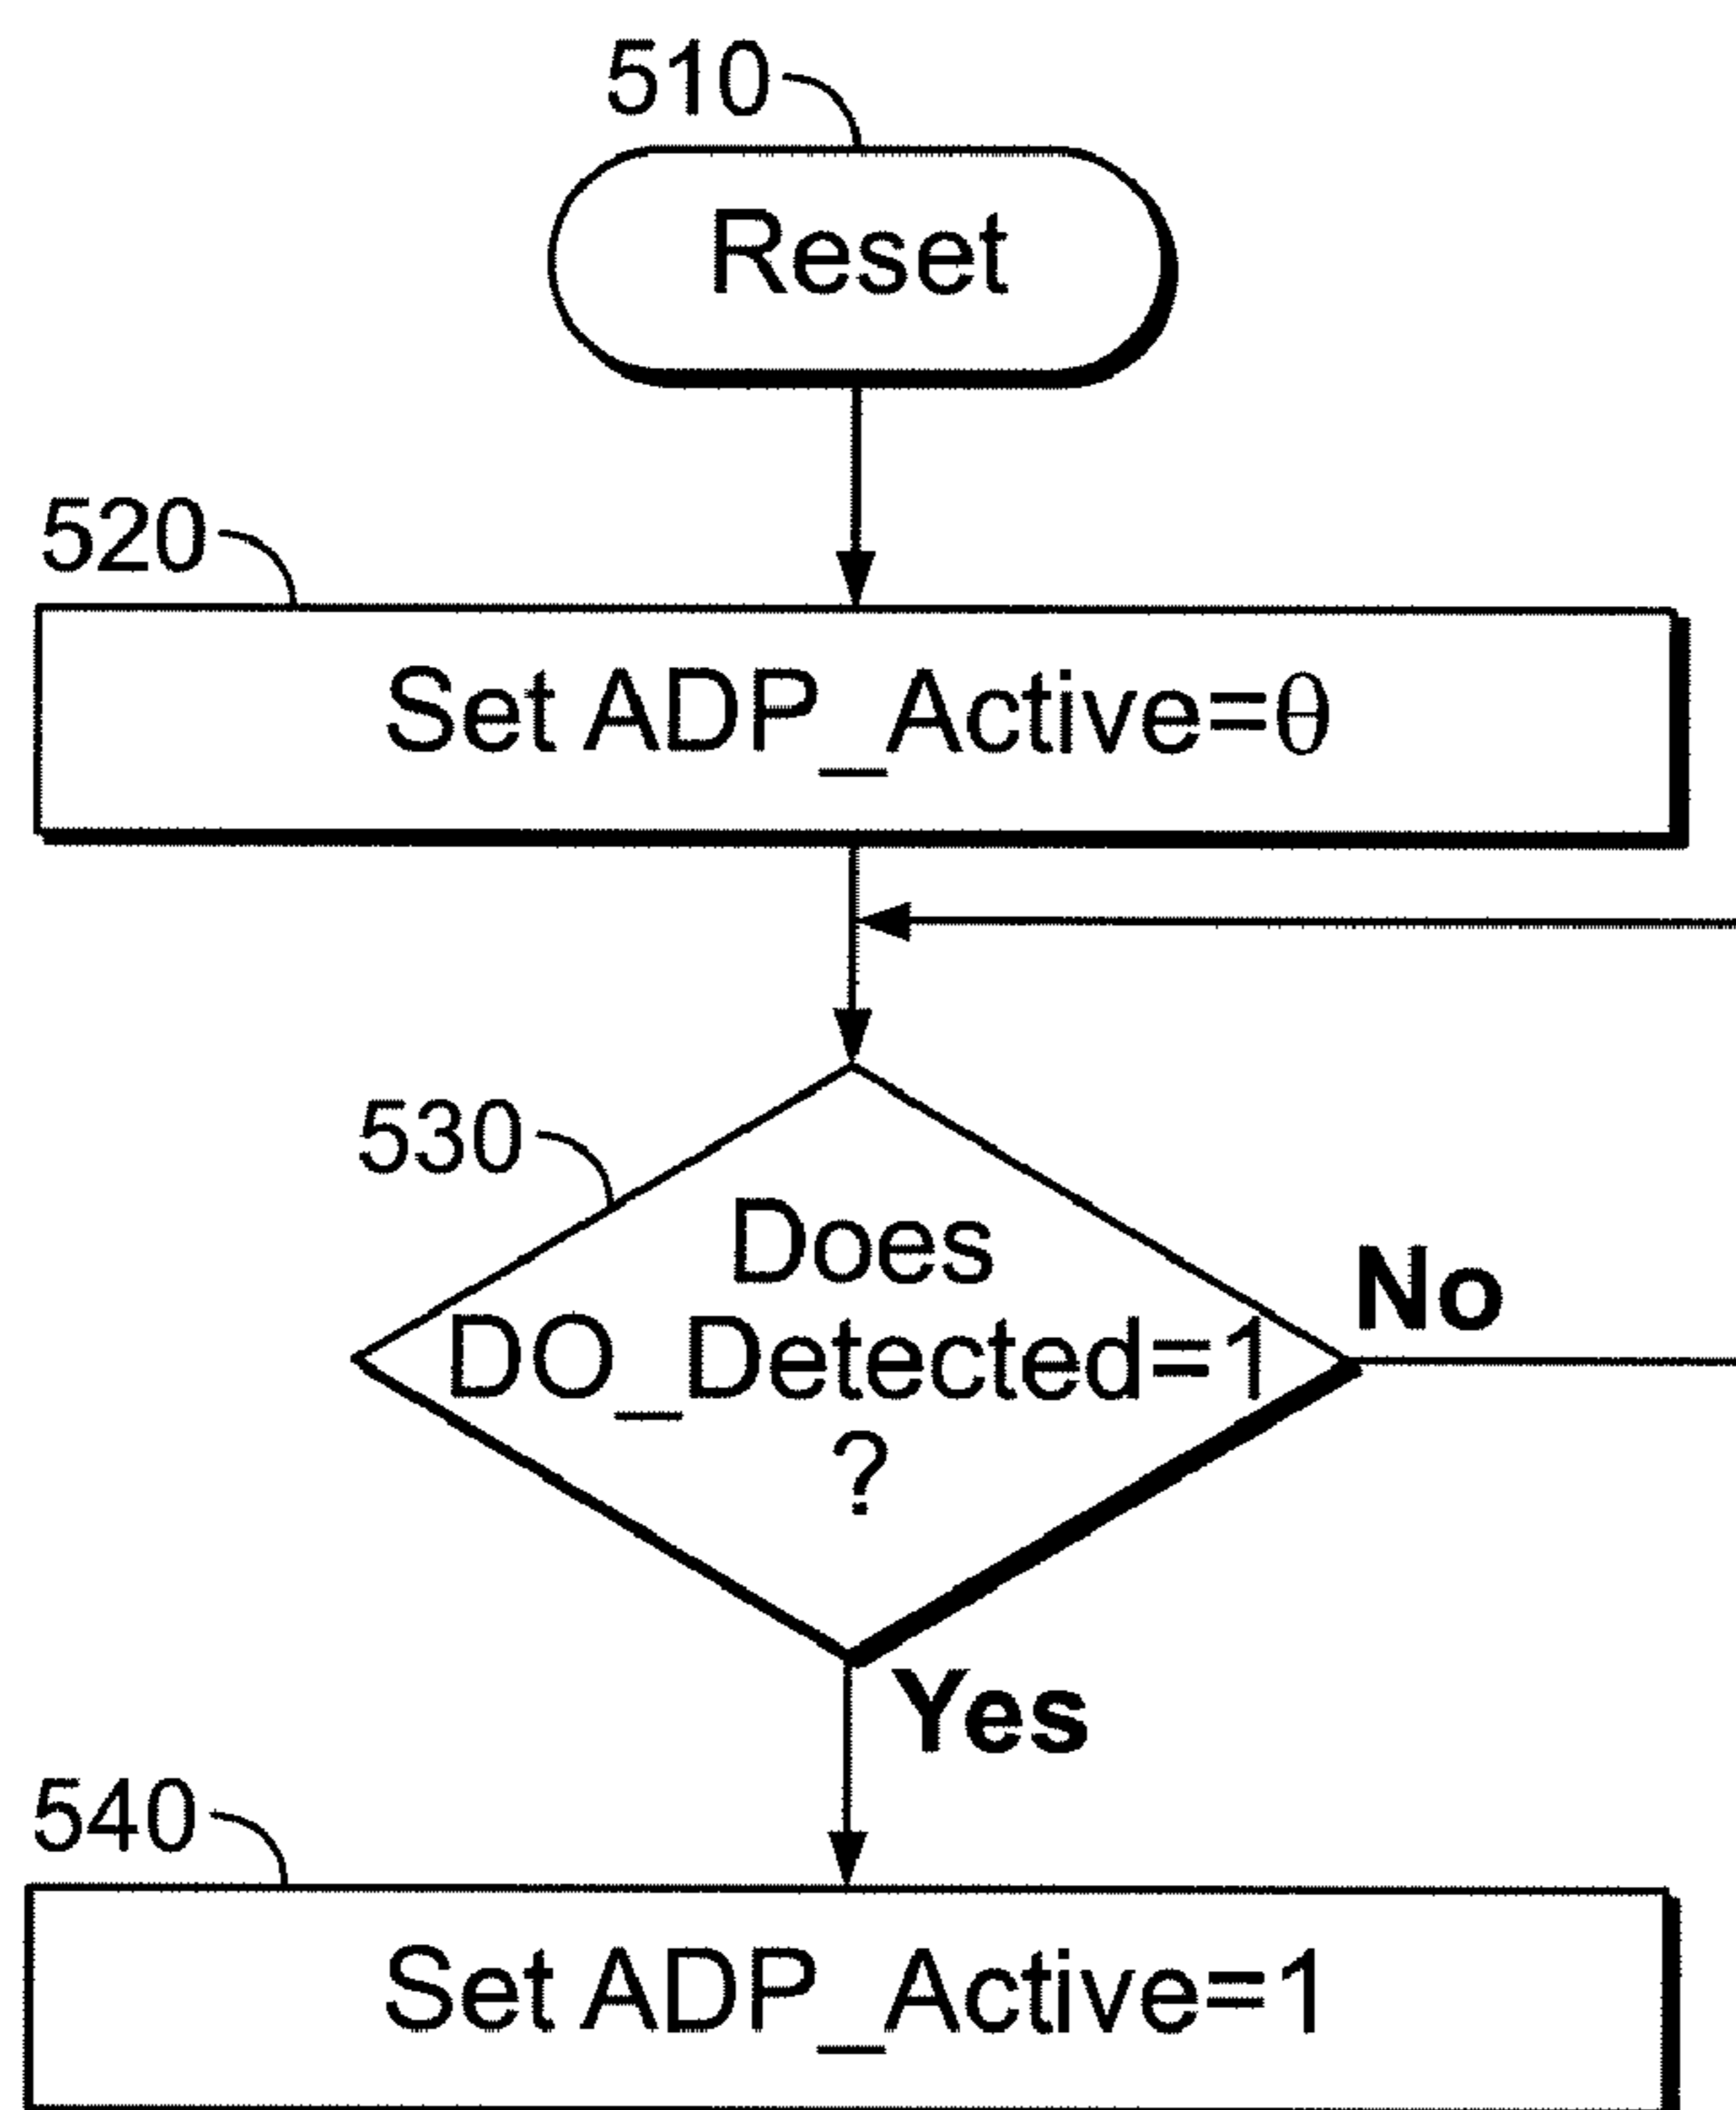 510
Reset
520
Set ADP_Active=θ
530
Does
DO_Detected=1
?
No
Yes
540
Set ADP_Active=1